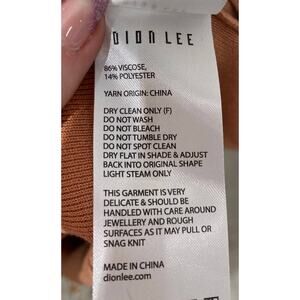 DION LEE
86% VISCOSE,
14% POLYESTER
YARN ORIGIN: CHINA
DRY CLEAN ONLY (F)
DO NOT WASH
DO NOT BLEACH
DO NOT TUMBLE DRY
DO NOT SPOT CLEAN
DRY FLAT IN SHADE & ADJUST
BACK INTO ORIGINAL SHAPE
LIGHT STEAM ONLY
THIS GARMENT IS VERY
DELICATE & SHOULD BE
HANDLED WITH CARE AROUND
JEWELLERY AND ROUGH
SURFACES AS IT MAY PULL OR
SNAG KNIT
MADE IN CHINA
dionlee.com